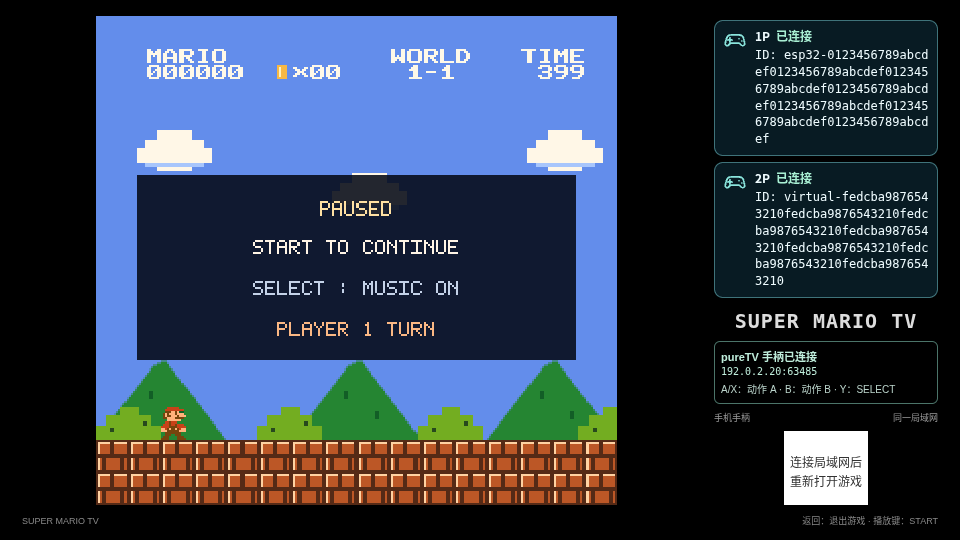 MARIO
000000
x00
WORLD
1-1
TIME
399
PAUSED
START TO CONTINUE
SELECT : MUSIC ON
PLAYER 1 TURN
1P 已连接
ID: esp32-0123456789abcd
ef0123456789abcdef012345
6789abcdef0123456789abcd
ef0123456789abcdef012345
6789abcdef0123456789abcd
ef
2P 已连接
ID: virtual-fedcba987654
3210fedcba9876543210fedc
ba9876543210fedcba987654
3210fedcba9876543210fedc
ba9876543210fedcba987654
3210
SUPER MARIO TV
pureTV 手柄已连接
192.0.2.20:63485
A/X：动作 A · B：动作 B · Y：SELECT
手机手柄
同一局域网
连接局域网后
重新打开游戏
SUPER MARIO TV
返回：退出游戏 · 播放键：START